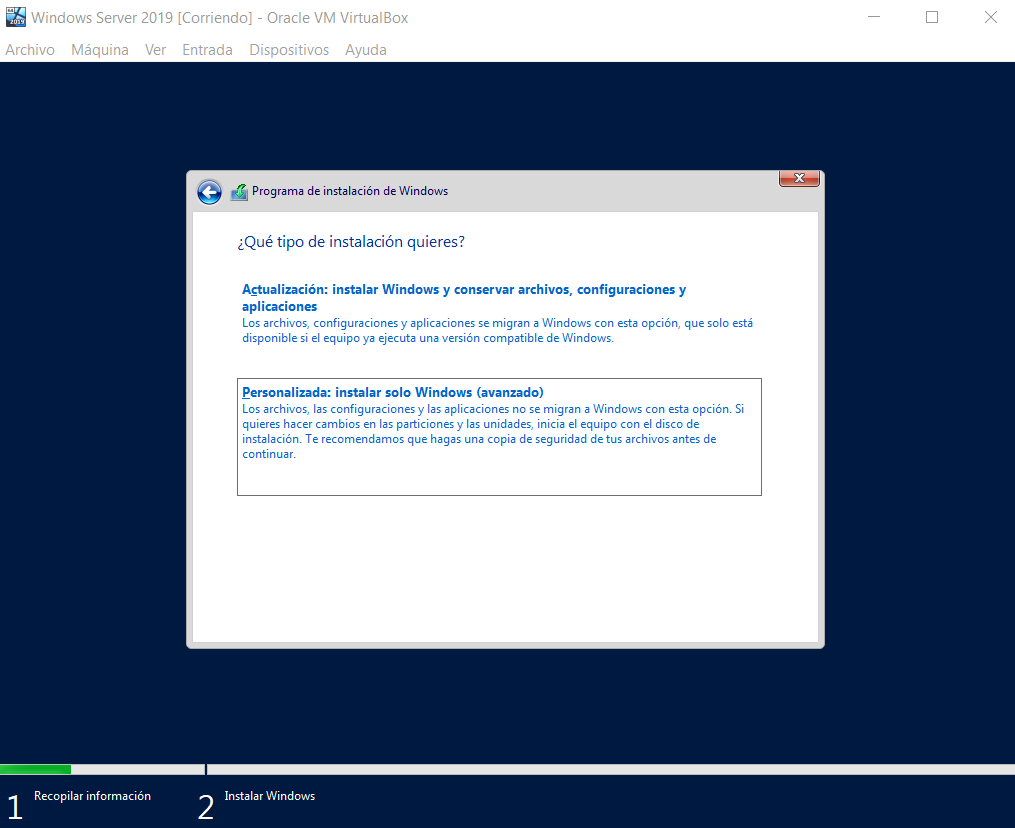 Windows Server 2019 [Corriendo] - Oracle VM VirtualBox
Archivo Máquina Ver Entrada Dispositivos Ayuda
Programa de instalación de Windows
¿Qué tipo de instalación quieres?
Actualización: instalar Windows y conservar archivos, configuraciones y
aplicaciones
Los archivos, configuraciones y aplicaciones se migran a Windows con esta opción, que solo está
disponible si el equipo ya ejecuta una versión compatible de Windows.
Personalizada: instalar solo Windows (avanzado)
Los archivos, las configuraciones y las aplicaciones no se migran a Windows con esta opción. Si
quieres hacer cambios en las particiones y las unidades, inicia el equipo con el disco de
instalación. Te recomendamos que hagas una copia de seguridad de tus archivos antes de
continuar.
1 Recopilar información
2 Instalar Windows